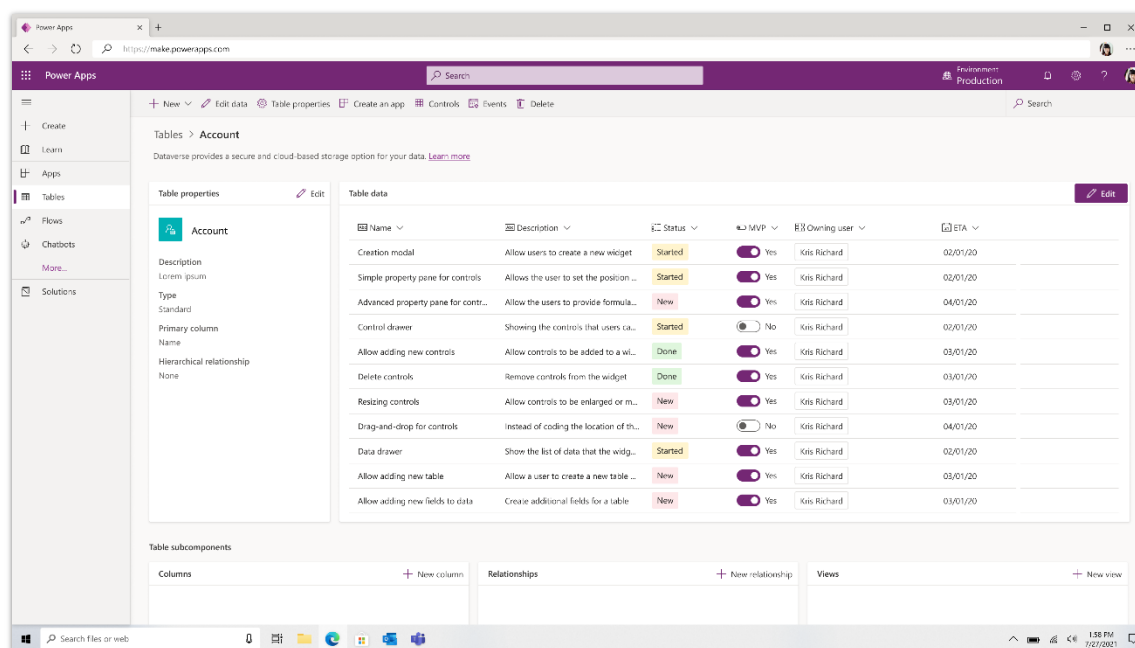 Power Apps
https://make.powerapps.com
Power Apps
Search
Environment
Production
New
Edit data
Table properties
Create an app
Controls
Events
Delete
Search
Create
Learn
Apps
Tables
Flows
Chatbots
More...
Solutions
Tables > Account
Dataverse provides a secure and cloud-based storage option for your data. Learn more
Table properties
Edit
Account
Description
Lorem ipsum
Type
Standard
Primary column
Name
Hierarchical relationship
None
Table data
Edit
Name Description Status MVP Owning user ETA
Creation modal Allow users to create a new widget Started Yes Kris Richard 02/01/20
Simple property pane for controls Allows the user to set the position ... Started Yes Kris Richard 02/01/20
Advanced property pane for contr... Allow the users to provide formula... New Yes Kris Richard 04/01/20
Control drawer Showing the controls that users ca... Started No Kris Richard 02/01/20
Allow adding new controls Allow controls to be added to a wi... Done Yes Kris Richard 03/01/20
Delete controls Remove controls from the widget Done Yes Kris Richard 03/01/20
Resizing controls Allow controls to be enlarged or m... New Yes Kris Richard 03/01/20
Drag-and-drop for controls Instead of coding the location of th... New No Kris Richard 04/01/20
Data drawer Show the list of data that the widg... Started Yes Kris Richard 02/01/20
Allow adding new table Allow a user to create a new table ... New Yes Kris Richard 03/01/20
Allow adding new fields to data Create additional fields for a table New Yes Kris Richard 03/01/20
Table subcomponents
Columns
New column
Relationships
New relationship
Views
New view
Search files or web
1:58 PM
7/27/2021